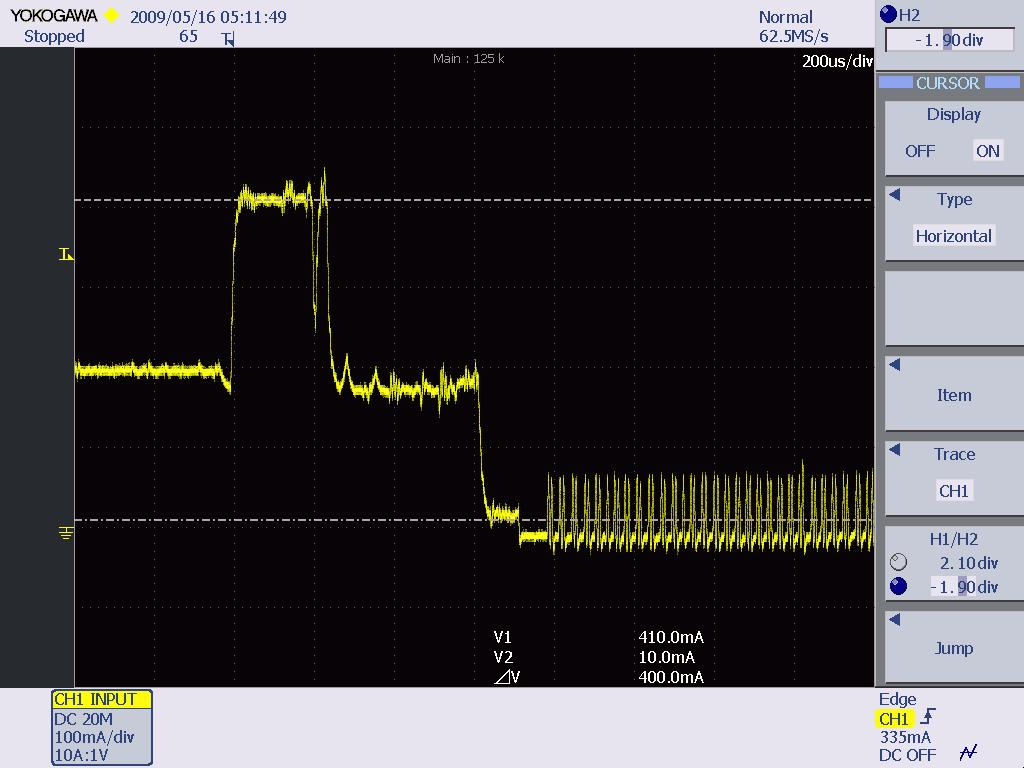 YOKOGAWA 2009/05/16 05:11:49
Stopped 65 T
Normal
62.5MS/s
H2
-1.90div
Main : 125 k
200us/div
CURSOR
Display
OFF ON
Type
Horizontal
T
Item
Trace
CH1
H1/H2
2.10div
-1.90div
Jump
V1 410.0mA
V2 10.0mA
⊿V 400.0mA
CH1 INPUT
DC 20M
100mA/div
10A:1V
Edge
CH1
335mA
DC OFF